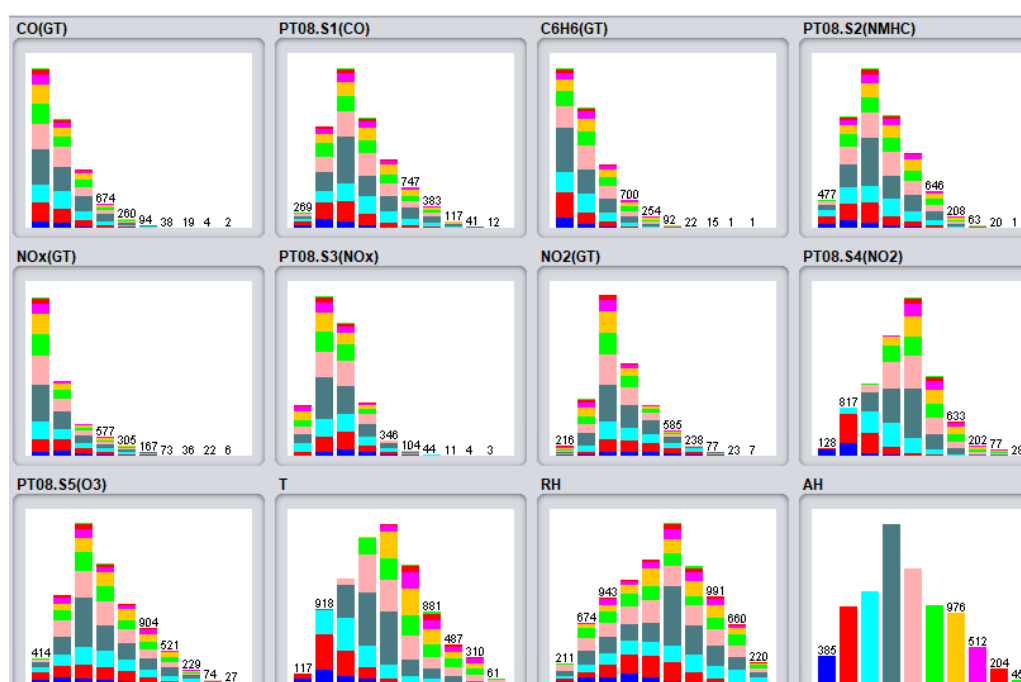 CO(GT) PT08.S1(CO) C6H6(GT) PT08.S2(NMHC)
674 260 94 38 19 4 2
269 747 383 117 41 12
700 254 92 22 15 1 1
477 646 208 63 20 1
NOx(GT) PT08.S3(NOx) NO2(GT) PT08.S4(NO2)
577 305 167 73 36 22 6
346 104 44 11 4 3
216 585 238 77 23 7
128 817 633 202 77 28
PT08.S5(O3) T RH AH
414 904 521 229 74 27
117 918 881 487 310 61
211 674 943 991 660 220
385 976 512 204 45